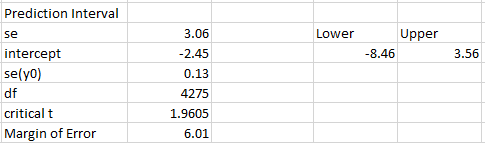 Prediction Interval
se 3.06 Lower Upper
intercept -2.45 -8.46 3.56
se(y0) 0.13
df 4275
critical t 1.9605
Margin of Error 6.01